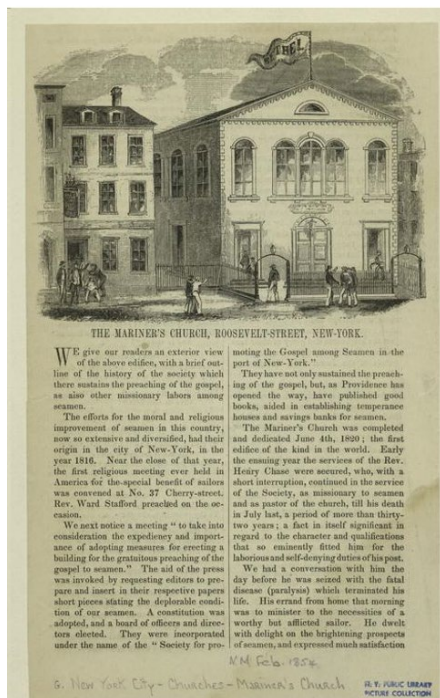 BETHEL
THE MARINER'S CHURCH, ROOSEVELT-STREET, NEW-YORK.
WE give our readers an exterior view
of the above edifice, with a brief out-
line of the history of the society which
there sustains the preaching of the gospel,
as also other missionary labors among
seamen.
The efforts for the moral and religious
improvement of seamen in this country,
now so extensive and diversified, had their
origin in the city of New-York, in the
year 1816. Near the close of that year,
the first religious meeting ever held in
America for the special benefit of sailors
was convened at No. 37 Cherry-street.
Rev. Ward Stafford preached on the oc-
casion.
We next notice a meeting "to take into
consideration the expediency and import-
ance of adopting measures for erecting a
building for the gratuitous preaching of the
gospel to seamen." The aid of the press
was invoked by requesting editors to pre-
pare and insert in their respective papers
short pieces stating the deplorable condi-
tion of our seamen. A constitution was
adopted, and a board of officers and direc-
tors elected. They were incorporated
under the name of the "Society for pro-
moting the Gospel among Seamen in the
port of New-York."
They have not only sustained the preach-
ing of the gospel, but, as Providence has
opened the way, have published good
books, aided in establishing temperance
houses and savings banks for seamen.
The Mariner's Church was completed
and dedicated June 4th, 1820; the first
edifice of the kind in the world. Early
the ensuing year the services of the Rev.
Henry Chase were secured, who, with a
short interruption, continued in the service
of the Society, as missionary to seamen
and as pastor of the church, till his death
in July last, a period of more than thirty-
two years; a fact in itself significant in
regard to the character and qualifications
that so eminently fitted him for the
laborious and self-denying duties of his post.
We had a conversation with him the
day before he was seized with the fatal
disease (paralysis) which terminated his
life. His errand from home that morning
was to minister to the necessities of a
worthy but afflicted sailor. He dwelt
with delight on the brightening prospects
of seamen, and expressed much satisfaction
N M Feb. 1854
G. New York City - Churches - Mariner's Church
N. Y. PUBLIC LIBRARY
PICTURE COLLECTION